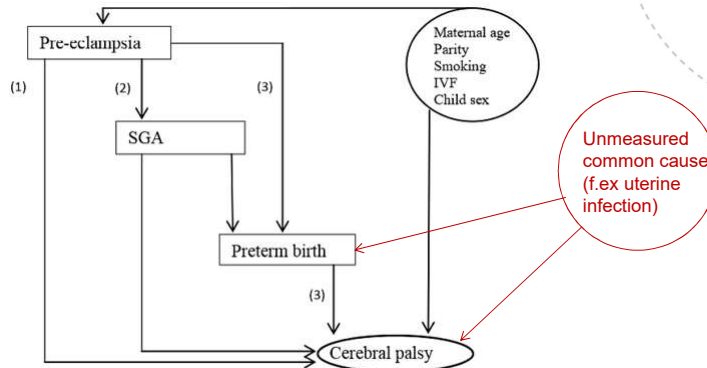 Pre-eclampsia
Maternal age
Parity
Smoking
IVF
Child sex
(1)
(2)
(3)
SGA
Unmeasured
common cause
(f.ex uterine
infection)
Preterm birth
(3)
Cerebral palsy